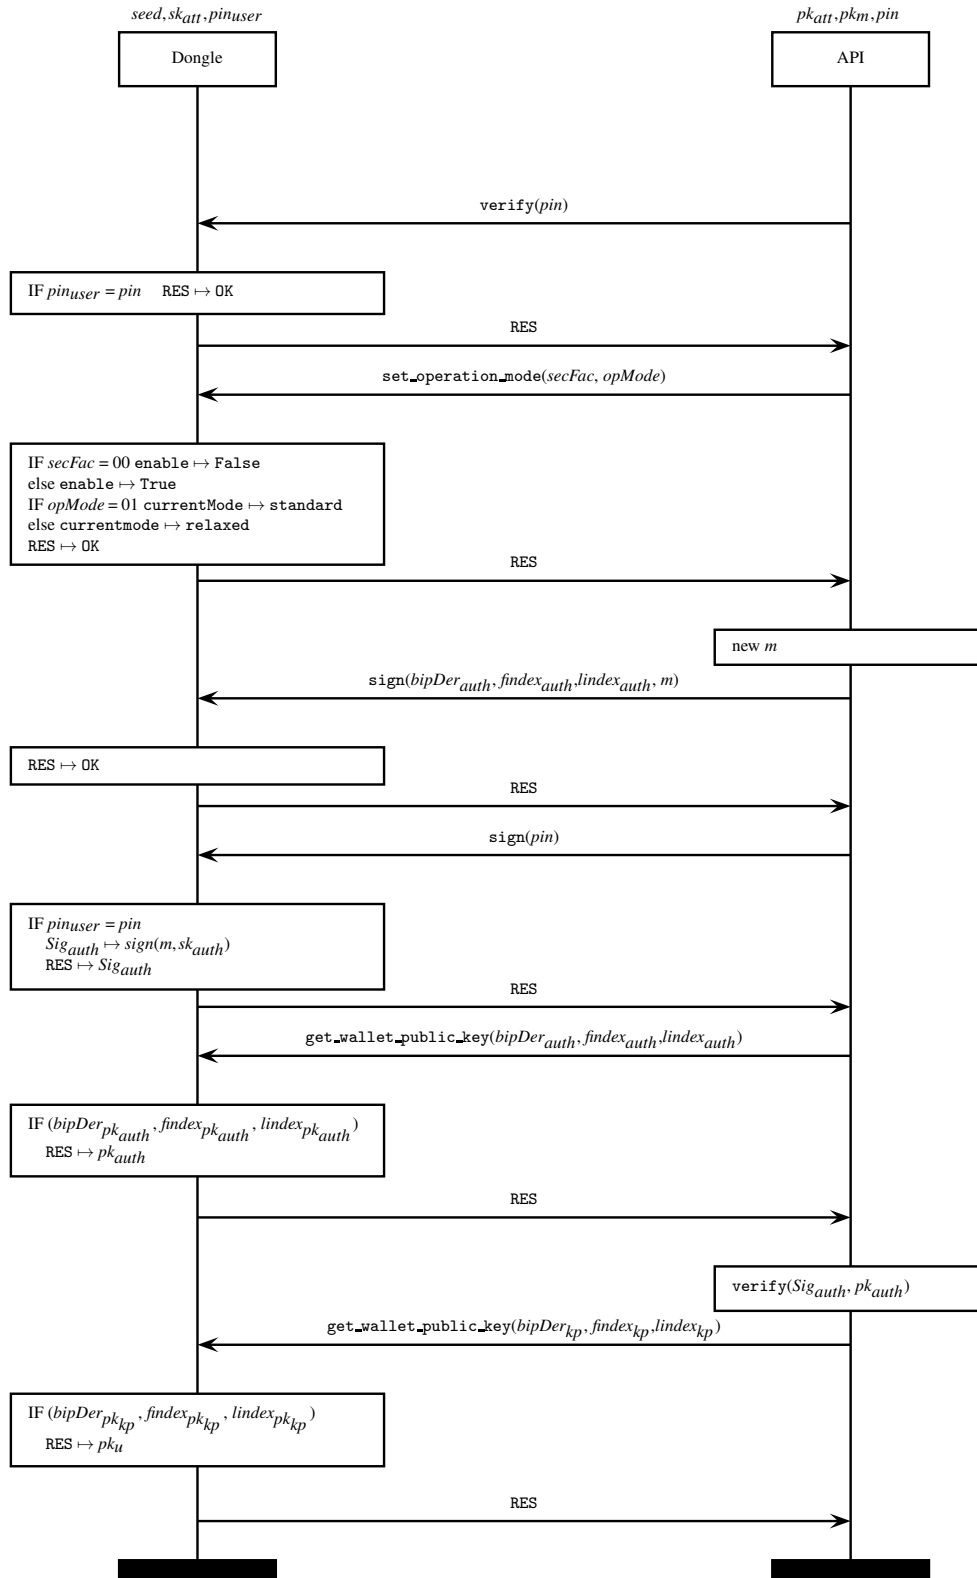 seed, sk_att, pin_user
pk_att, pk_m, pin
Dongle
API
verify(pin)
IF pin_user = pin RES ↦ OK
RES
set_operation_mode(secFac, opMode)
IF secFac = 00 enable ↦ False
else enable ↦ True
IF opMode = 01 currentMode ↦ standard
else currentmode ↦ relaxed
RES ↦ OK
RES
new m
sign(bipDer_auth, findex_auth, lindex_auth, m)
RES ↦ OK
RES
sign(pin)
IF pin_user = pin
Sig_auth ↦ sign(m, sk_auth)
RES ↦ Sig_auth
RES
get_wallet_public_key(bipDer_auth, findex_auth, lindex_auth)
IF (bipDer_pk_auth, findex_pk_auth, lindex_pk_auth)
RES ↦ pk_auth
RES
verify(Sig_auth, pk_auth)
get_wallet_public_key(bipDer_kp, findex_kp, lindex_kp)
IF (bipDer_pk_kp, findex_pk_kp, lindex_pk_kp)
RES ↦ pk_u
RES